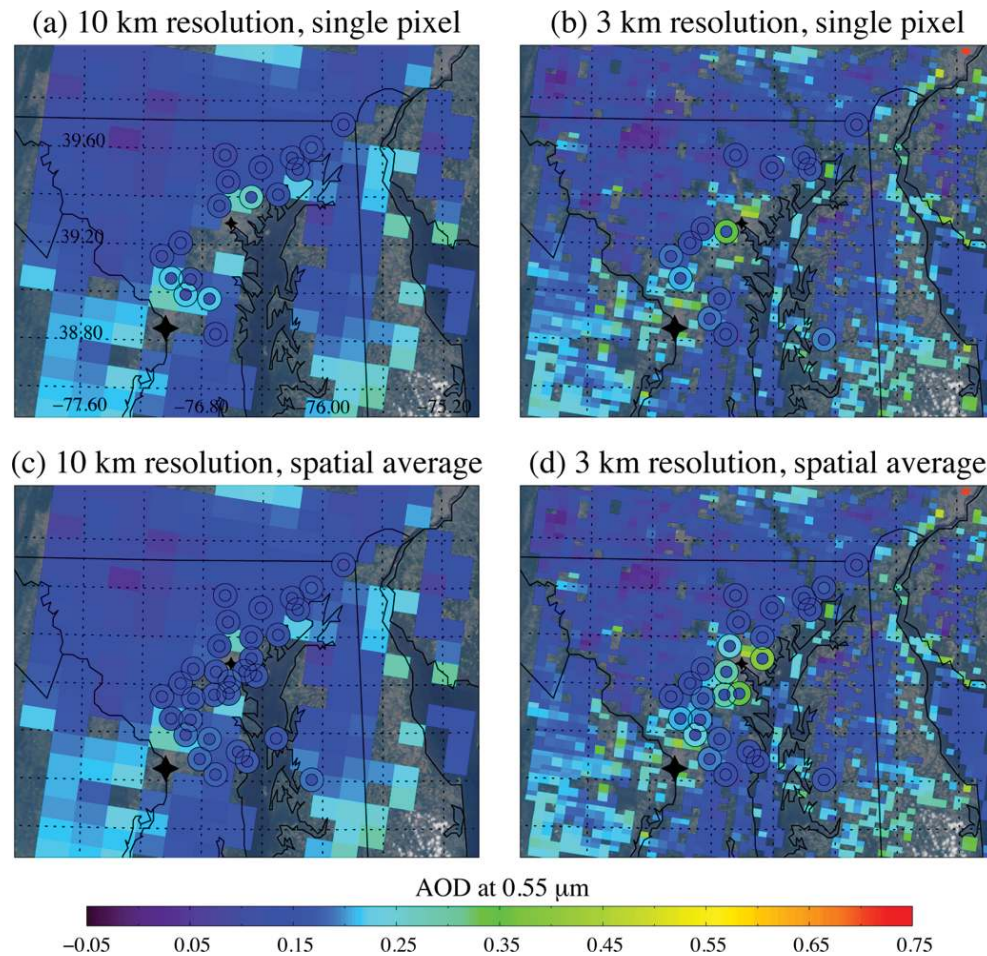 (a) 10 km resolution, single pixel
(b) 3 km resolution, single pixel
39.60
39.20
38.80
−77.60
−76.80
−76.00
−75.20
(c) 10 km resolution, spatial average
(d) 3 km resolution, spatial average
AOD at 0.55 μm
−0.05 0.05 0.15 0.25 0.35 0.45 0.55 0.65 0.75